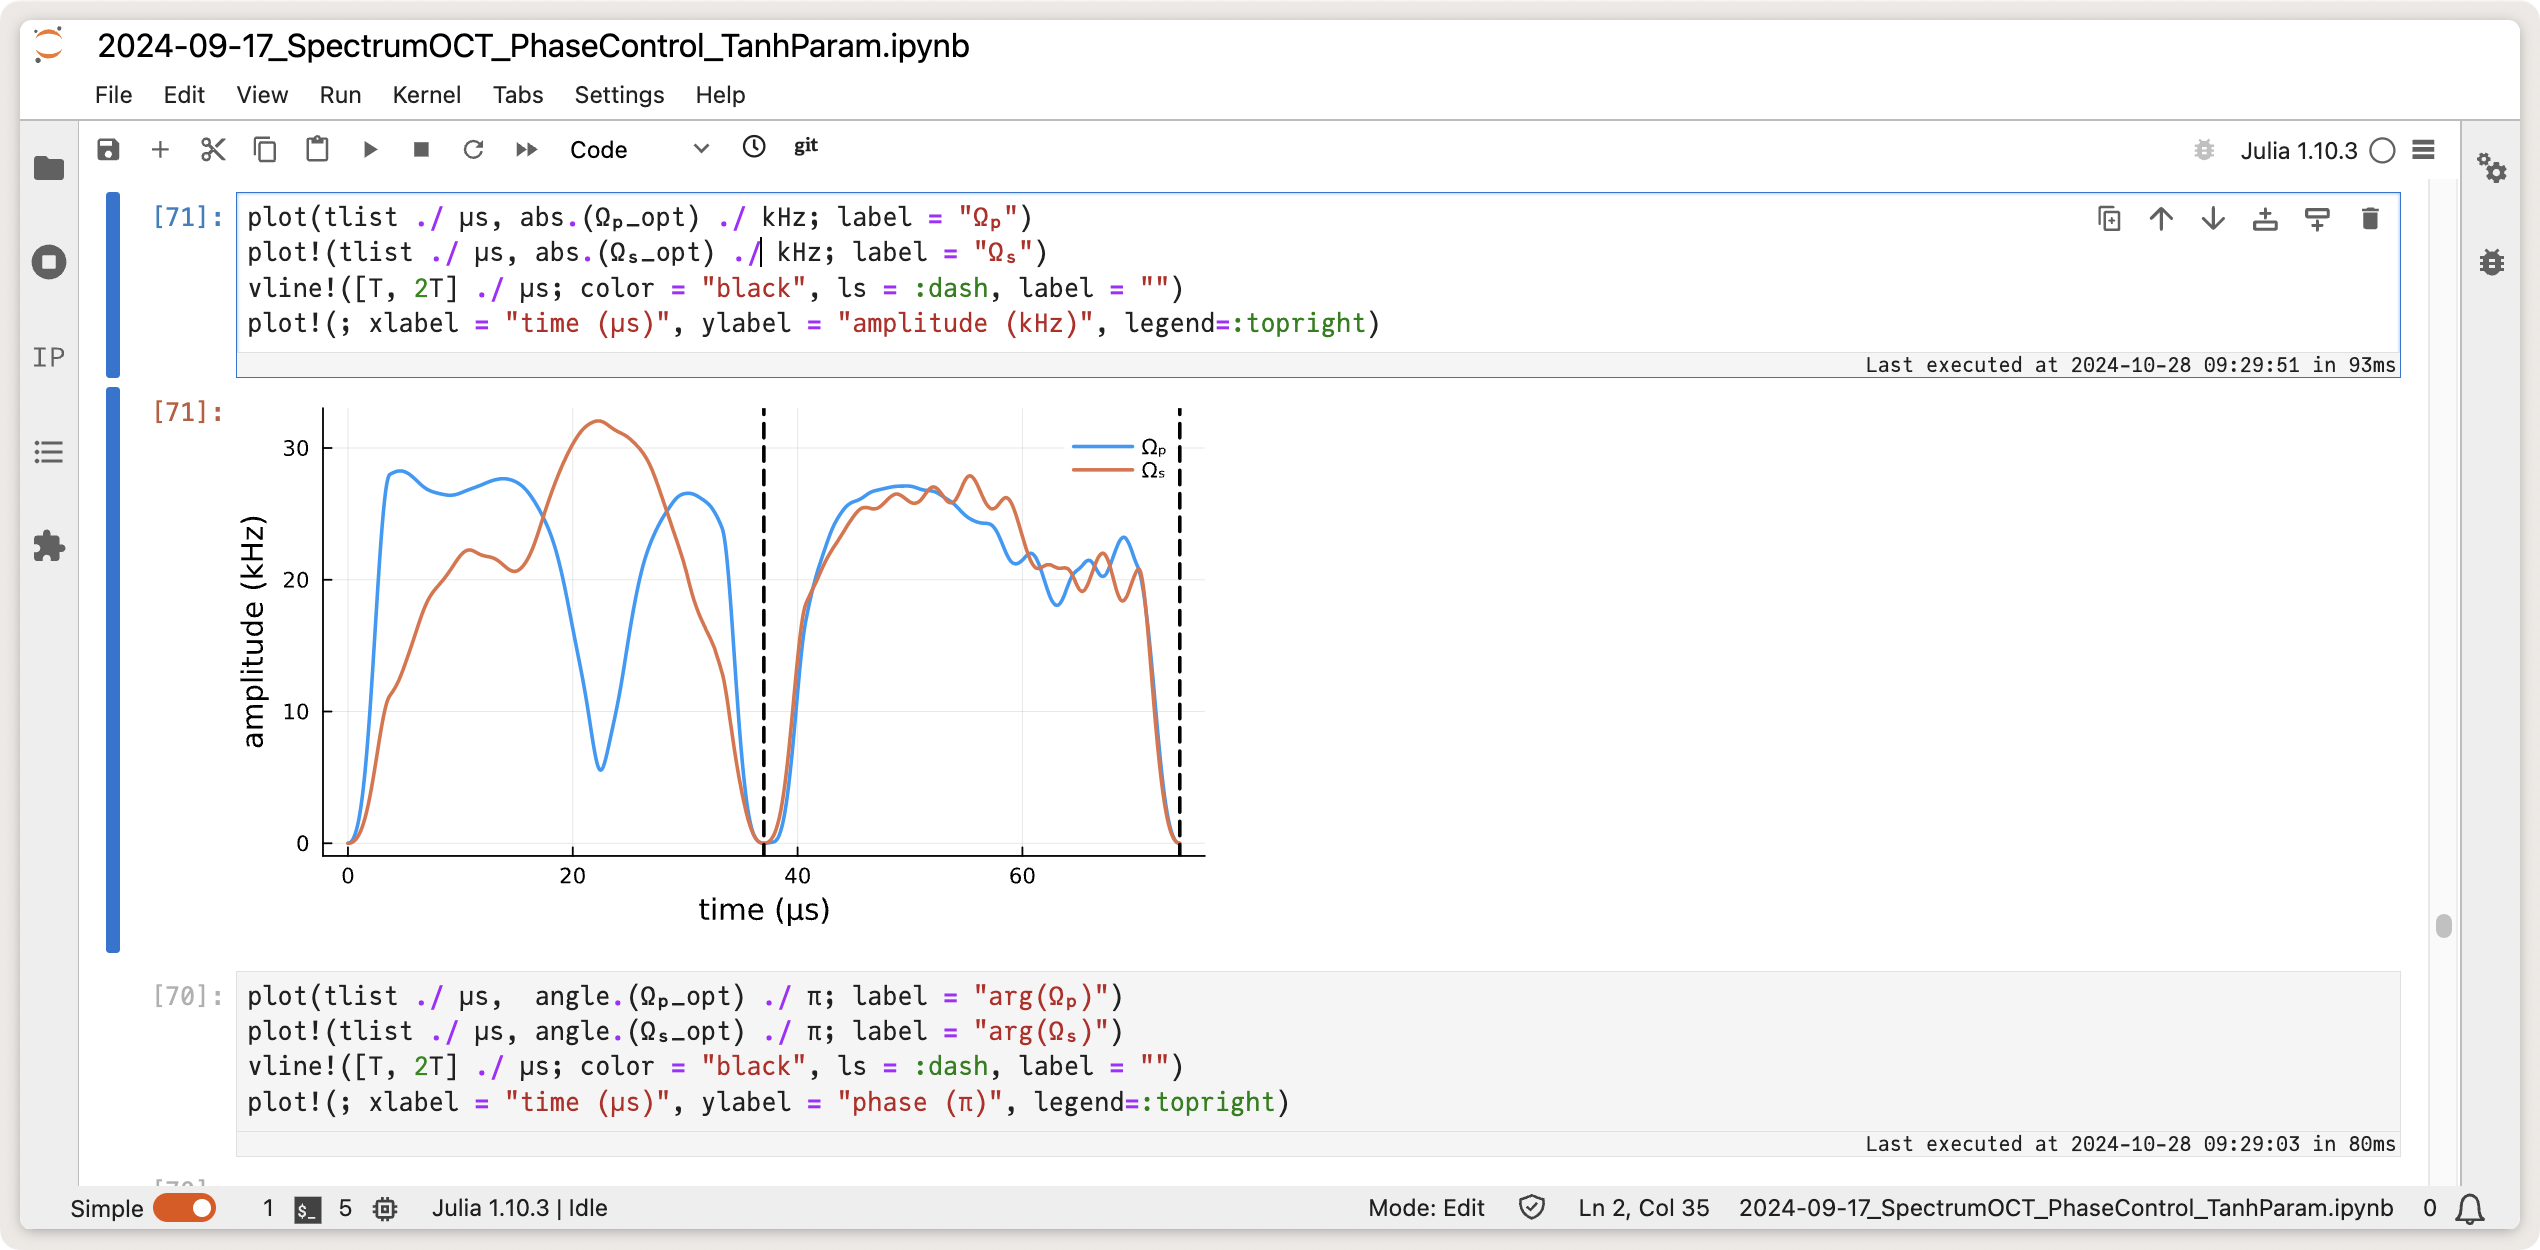 2024-09-17_SpectrumOCT_PhaseControl_TanhParam.ipynb
File Edit View Run Kernel Tabs Settings Help
Code git Julia 1.10.3
[71]: plot(tlist ./ μs, abs.(Ωₚ_opt) ./ kHz; label = "Ωₚ")
plot!(tlist ./ μs, abs.(Ωₛ_opt) ./ kHz; label = "Ωₛ")
vline!([T, 2T] ./ μs; color = "black", ls = :dash, label = "")
plot!(; xlabel = "time (μs)", ylabel = "amplitude (kHz)", legend=:topright)
Last executed at 2024-10-28 09:29:51 in 93ms
[71]:
Ωₚ
Ωₛ
30
20
10
0
amplitude (kHz)
0 20 40 60
time (μs)
[70]: plot(tlist ./ μs,  angle.(Ωₚ_opt) ./ π; label = "arg(Ωₚ)")
plot!(tlist ./ μs, angle.(Ωₛ_opt) ./ π; label = "arg(Ωₛ)")
vline!([T, 2T] ./ μs; color = "black", ls = :dash, label = "")
plot!(; xlabel = "time (μs)", ylabel = "phase (π)", legend=:topright)
Last executed at 2024-10-28 09:29:03 in 80ms
IP
Simple 1 $_ 5 Julia 1.10.3 | Idle Mode: Edit Ln 2, Col 35 2024-09-17_SpectrumOCT_PhaseControl_TanhParam.ipynb 0